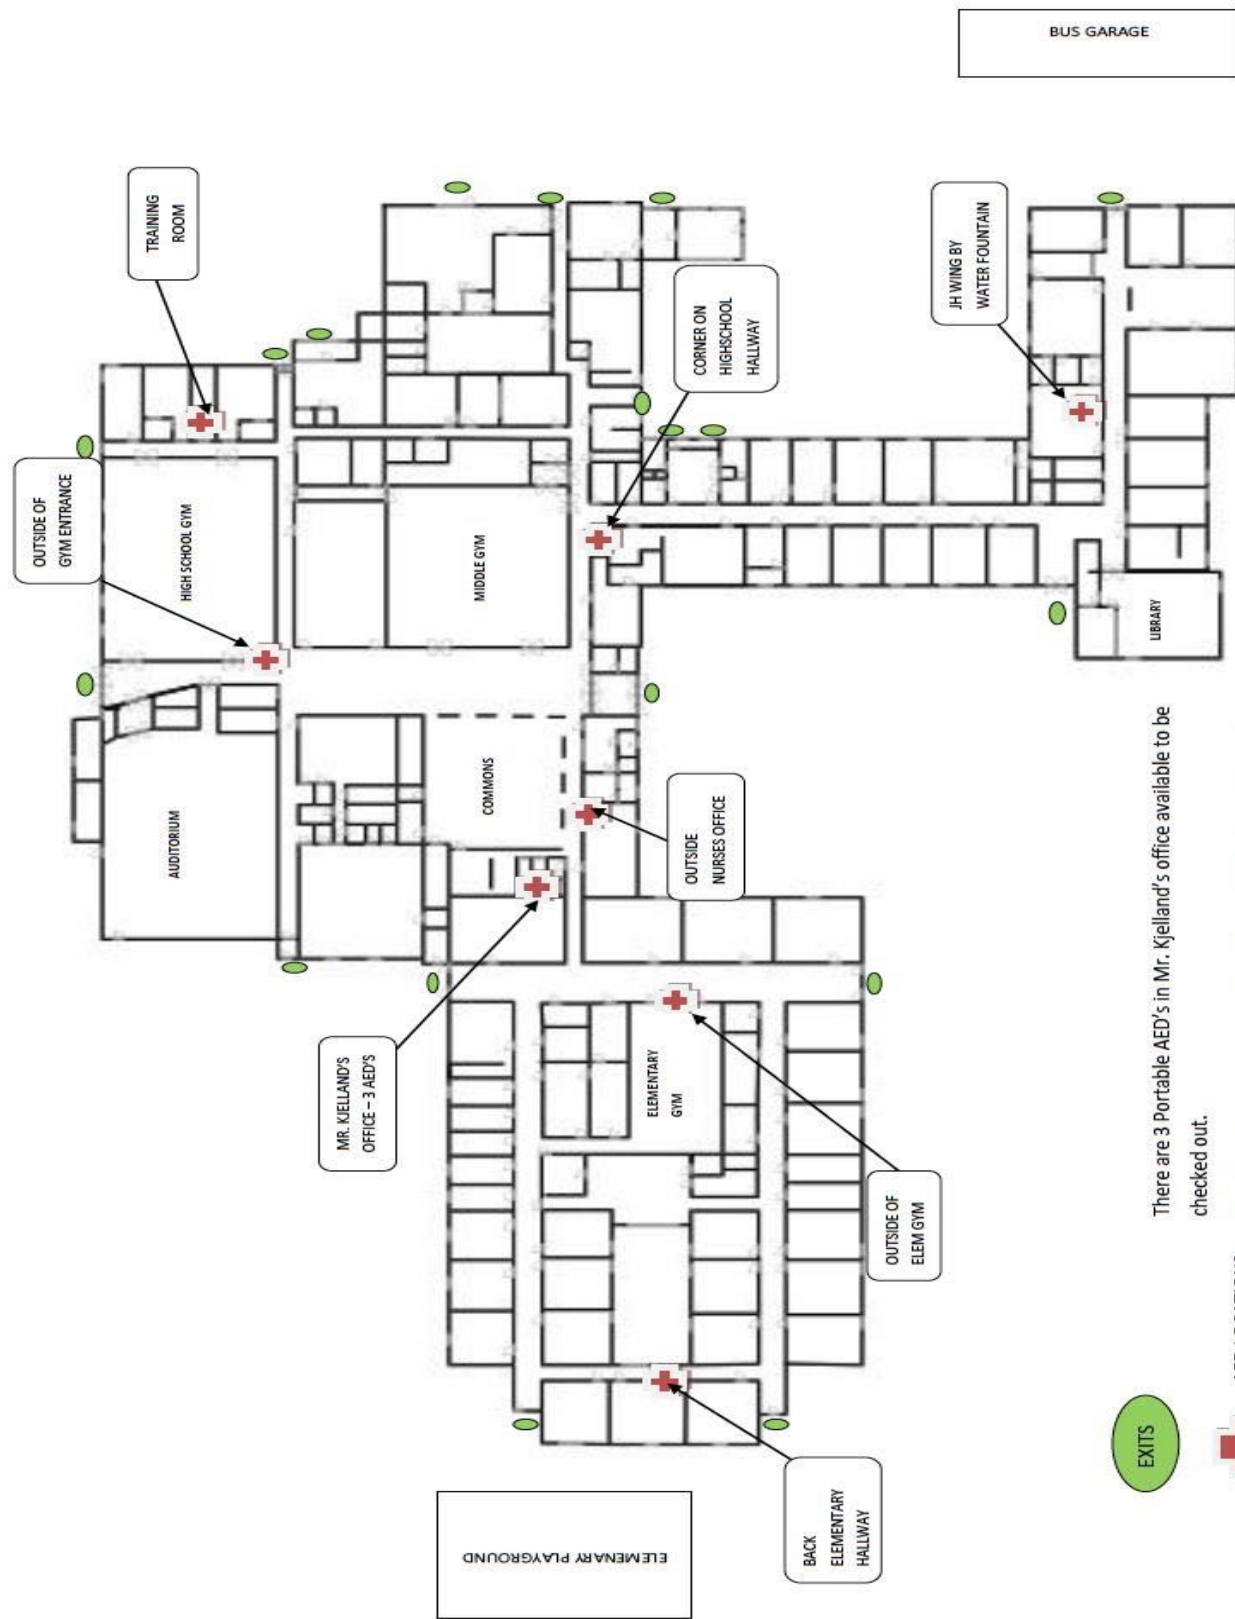 BUS GARAGE
TRAINING
ROOM
OUTSIDE OF
GYM ENTRANCE
HIGH SCHOOL GYM
CORNER ON
HIGHSCHOOL
HALLWAY
JH WING BY
WATER FOUNTAIN
MIDDLE GYM
LIBRARY
AUDITORIUM
COMMONS
OUTSIDE
NURSES OFFICE
MR. KJELLAND'S
OFFICE – 3 AED'S
ELEMENTARY
GYM
OUTSIDE OF
ELEM GYM
BACK
ELEMENTARY
HALLWAY
ELEMENARY PLAYGROUND
There are 3 Portable AED's in Mr. Kjelland's office available to be
checked out.
EXITS